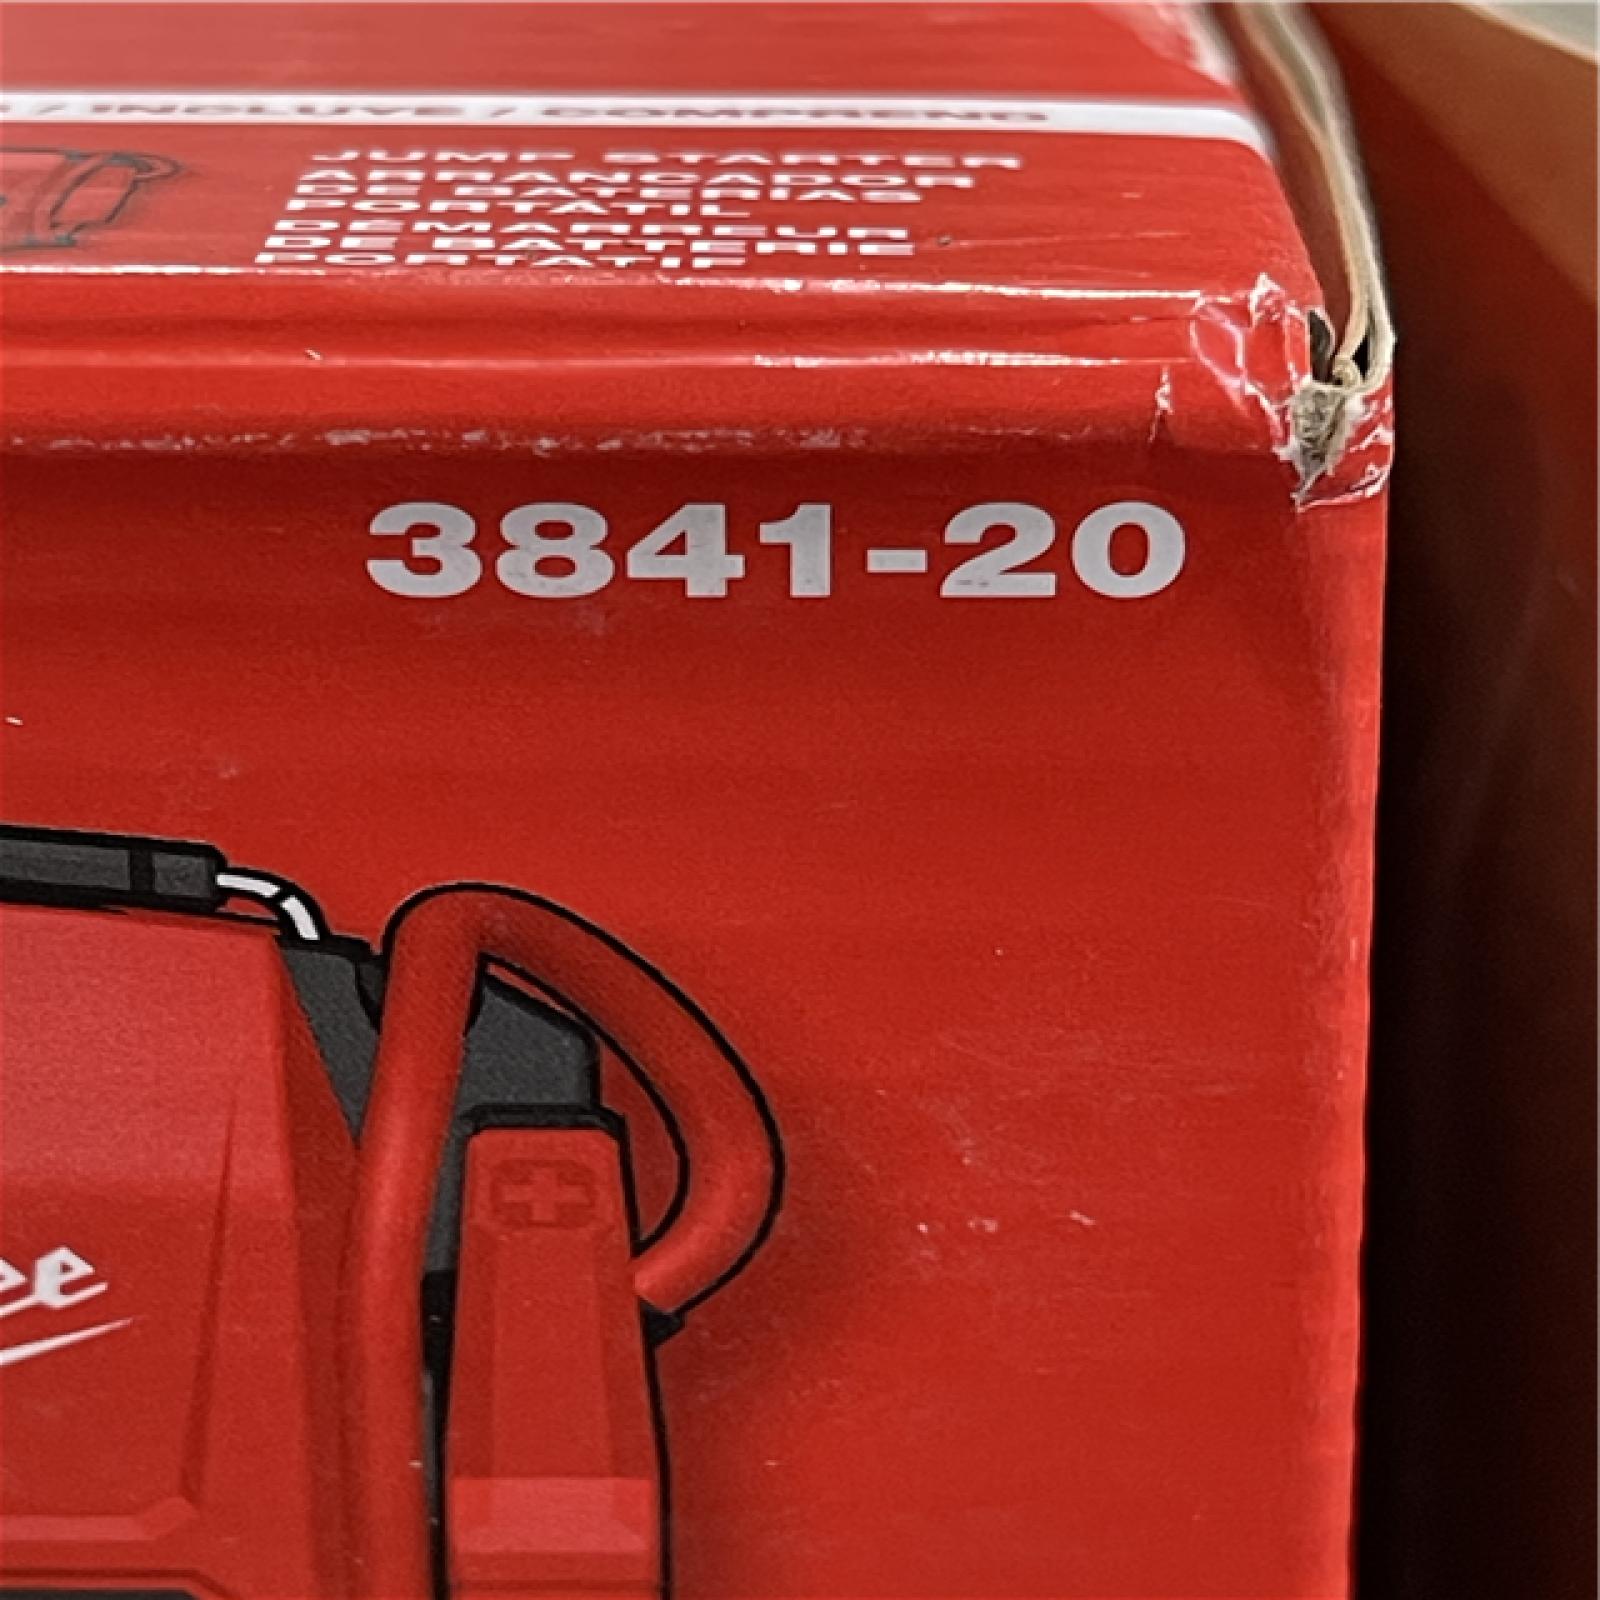 / INCLUYE / COMPREND
JUMP STARTER
ARRANCADOR
DE BATERÍAS
PORTÁTIL
DÉMARREUR
DE BATTERIE
PORTATIF
3841-20